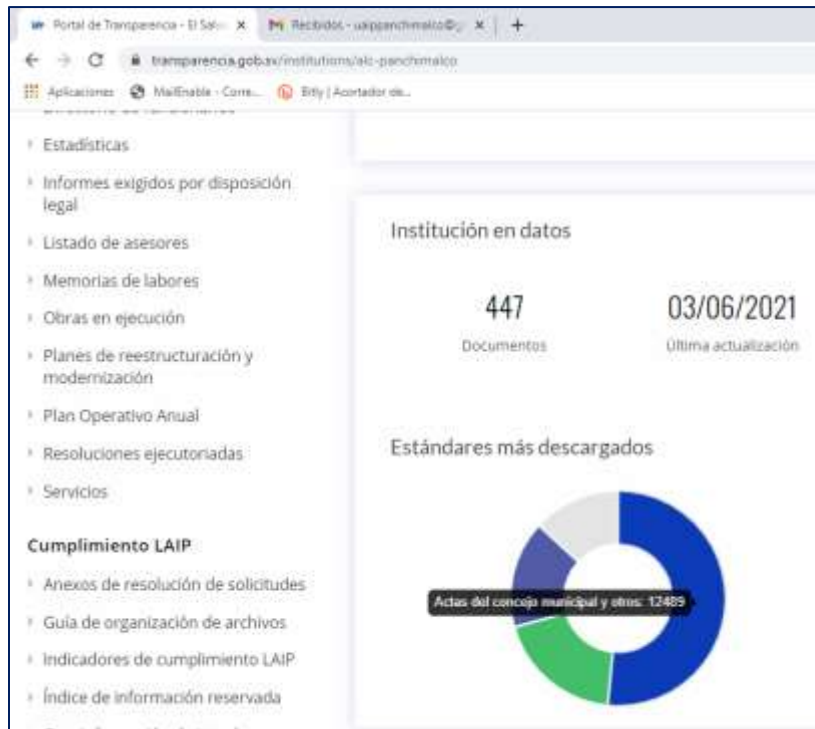 Portal de Transparencia - El Salv
Recibidos - uaippanchimalco@g
transparencia.gob.sv/institutions/alc-panchimalco
Aplicaciones
MailEnable - Corre...
Bitly | Acortador de...
Estadísticas
Informes exigidos por disposición
legal
Listado de asesores
Memorias de labores
Obras en ejecución
Planes de reestructuración y
modernización
Plan Operativo Anual
Resoluciones ejecutoriadas
Servicios
Cumplimiento LAIP
Anexos de resolución de solicitudes
Guía de organización de archivos
Indicadores de cumplimiento LAIP
Índice de información reservada
Institución en datos
447
Documentos
03/06/2021
Última actualización
Estándares más descargados
Actas del concejo municipal y otros: 12489